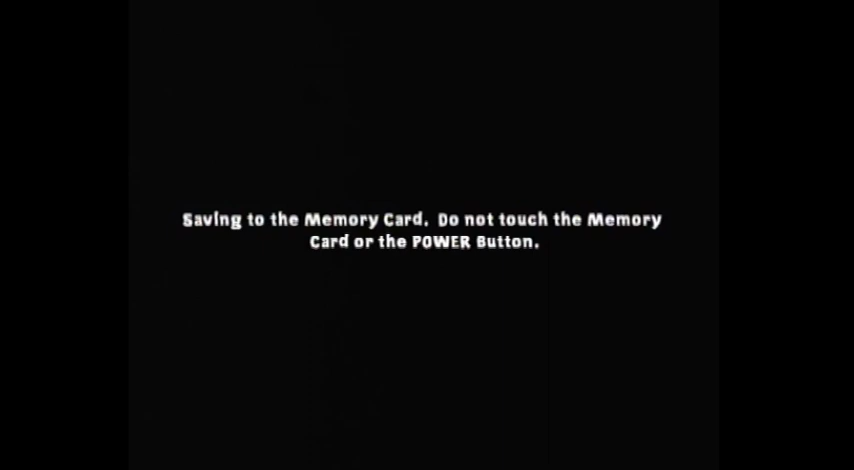 Saving to the Memory Card. Do not touch the Memory
Card or the POWER Button.